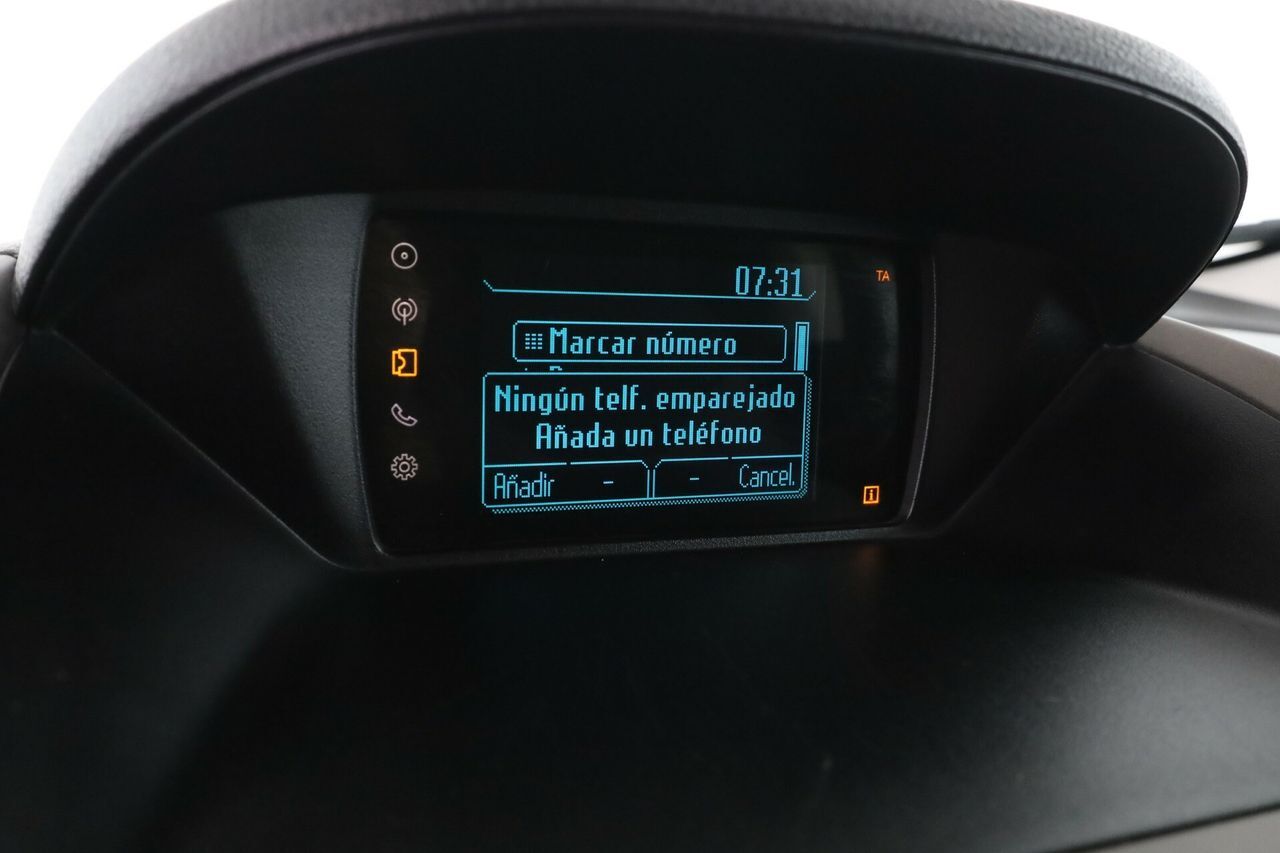 07:31
TA
Marcar número
Ningún telf. emparejado
Añada un teléfono
Añadir - - Cancel.